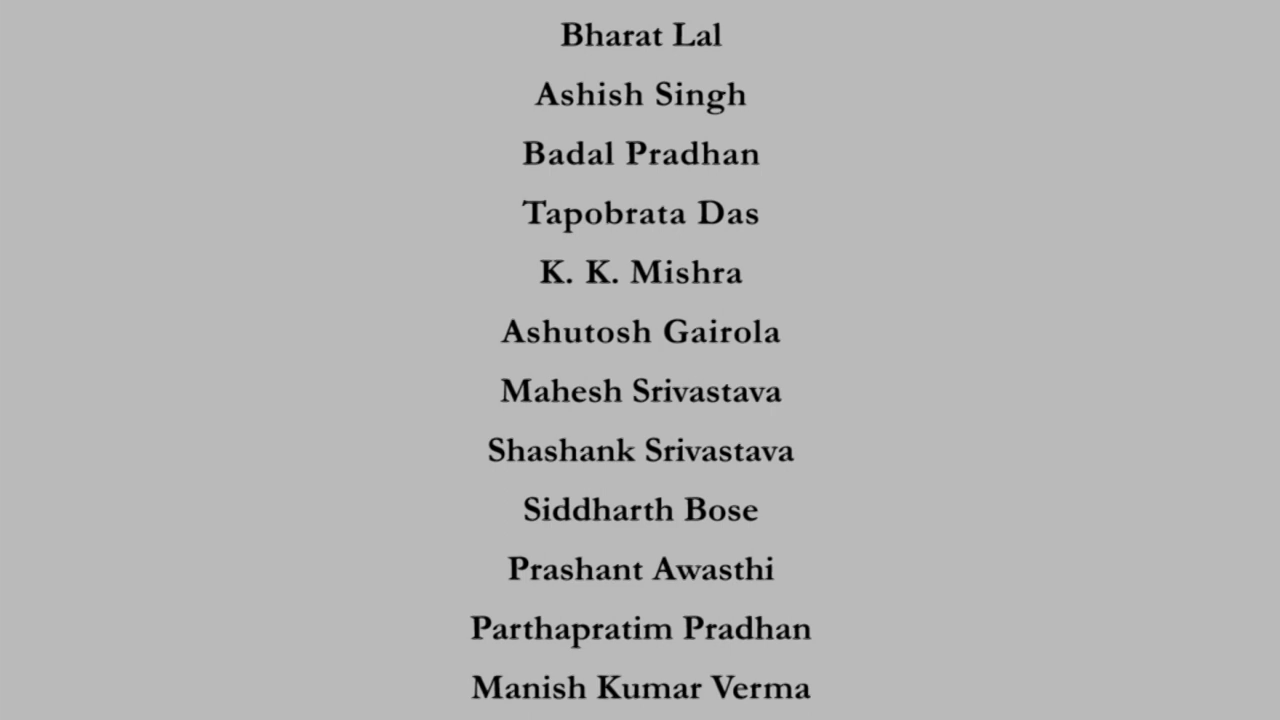 Bharat Lal
Ashish Singh
Badal Pradhan
Tapobrata Das
K. K. Mishra
Ashutosh Gairola
Mahesh Srivastava
Shashank Srivastava
Siddharth Bose
Prashant Awasthi
Parthapratim Pradhan
Manish Kumar Verma